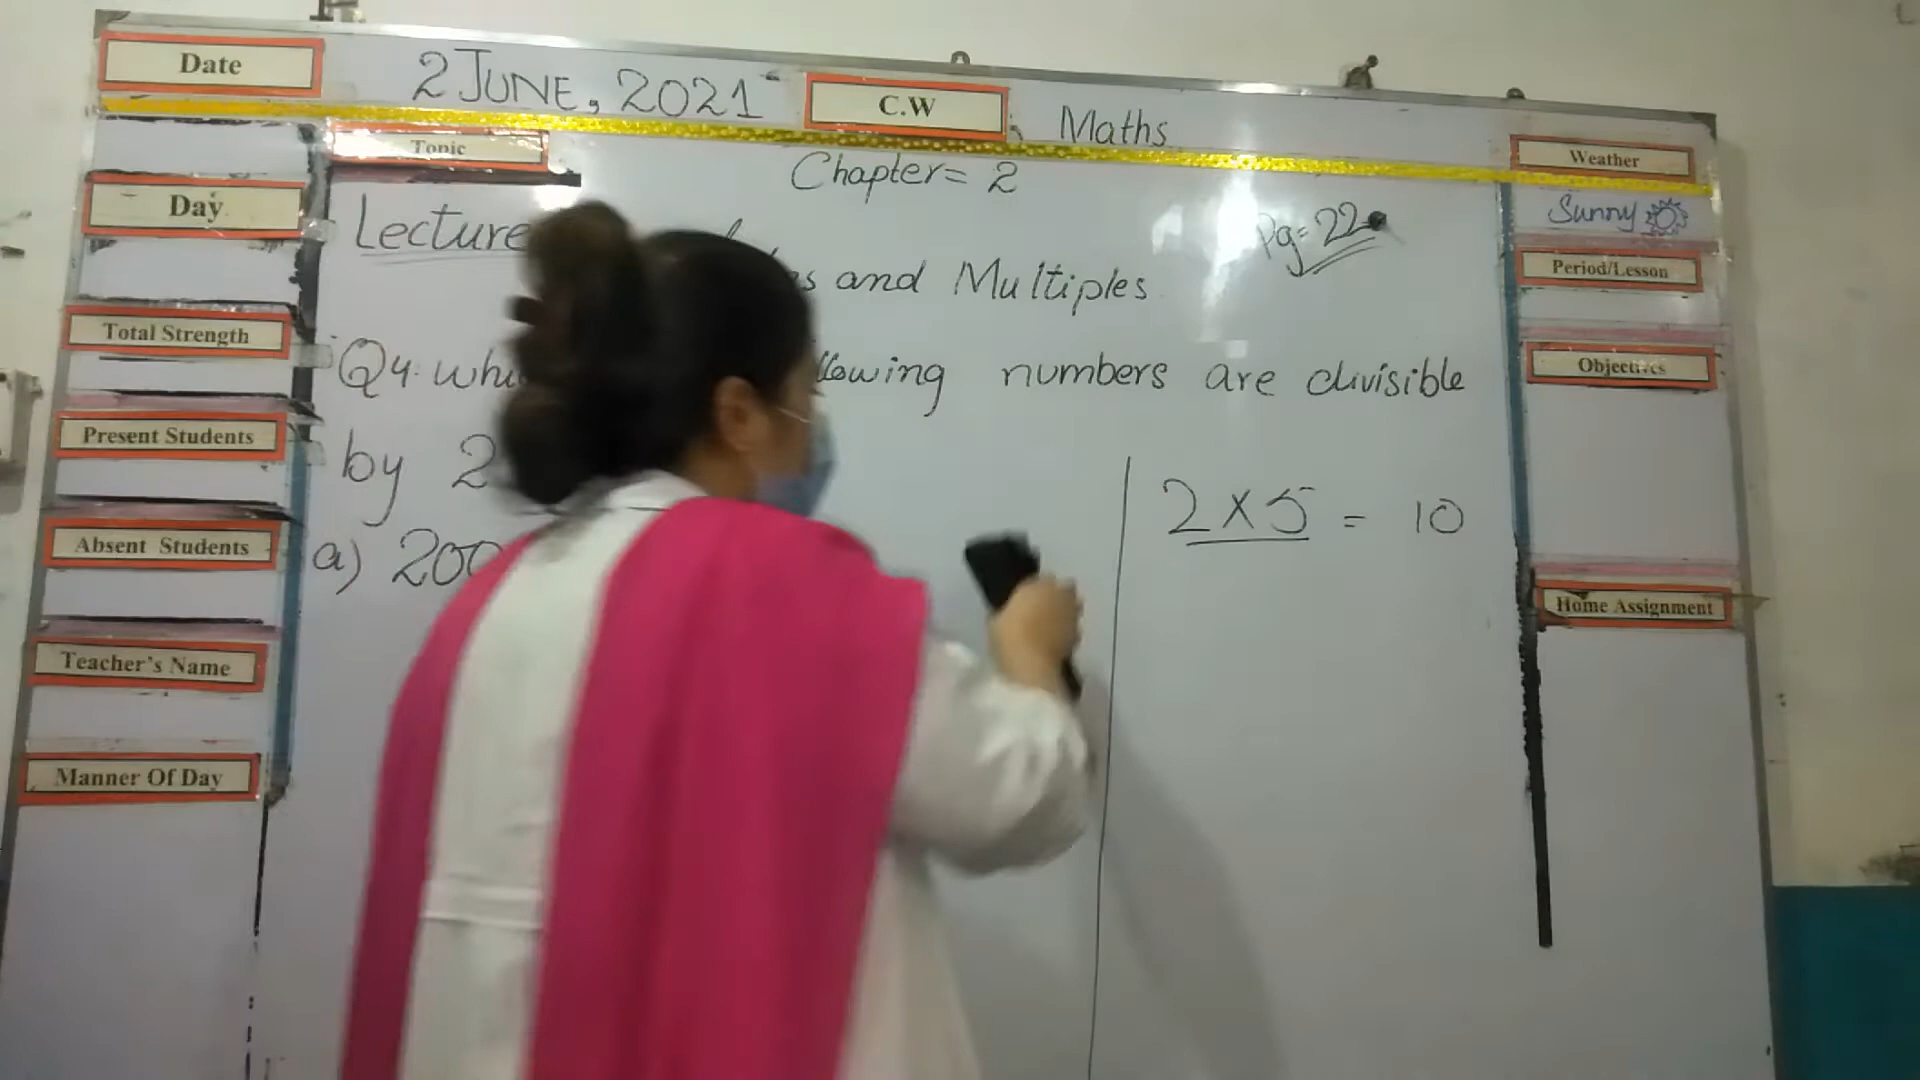 Date
2 JUNE, 2021
C.W
Maths
Topic
Chapter = 2
Weather
Sunny
Day
Lecture
Pg = 22
and Multiples
Period/Lesson
Total Strength
Q4. numbers are divisible
Objectives
Present Students
by 2
2 x 5 = 10
Absent Students
a) 200
Home Assignment
Teacher's Name
Manner Of Day